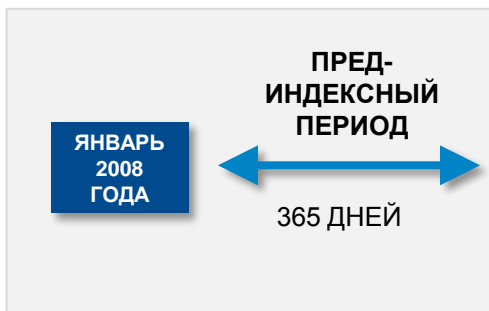 ПРЕД-
ИНДЕКСНЫЙ
ПЕРИОД
ЯНВАРЬ
2008
ГОДА
365 ДНЕЙ